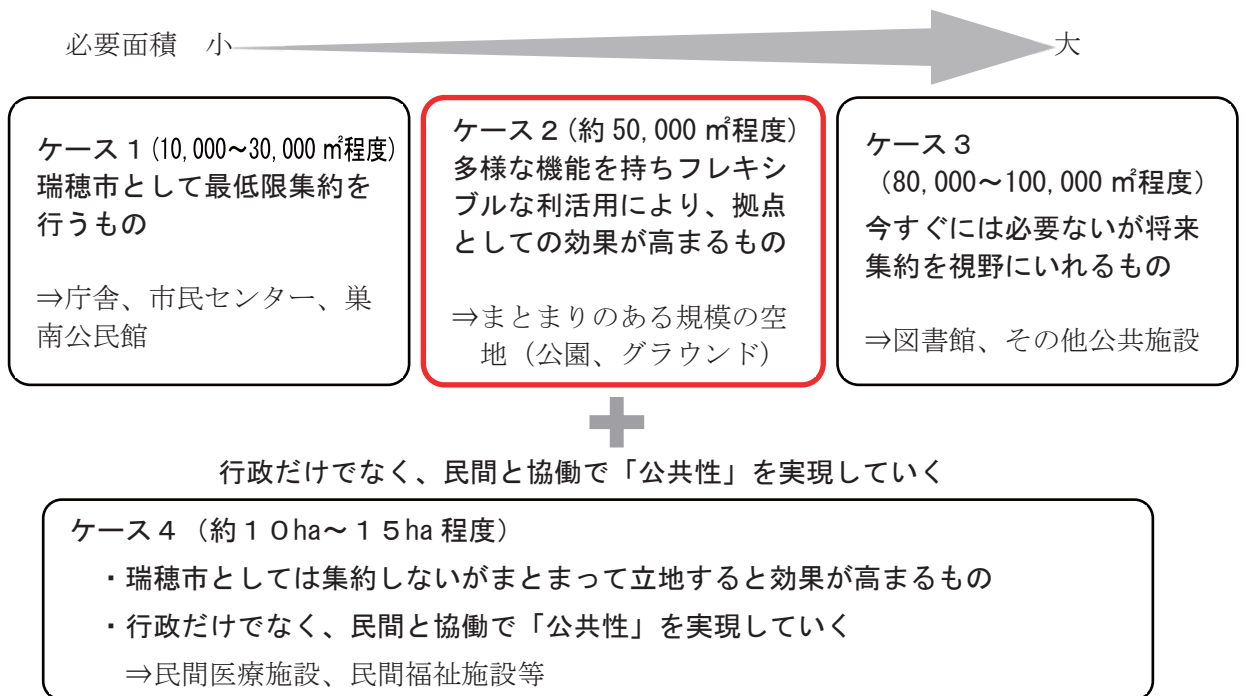 必要面積 小 大
ケース1(10,000~30,000㎡程度)
瑞穂市として最低限集約を
行うもの
⇒庁舎、市民センター、巣
南公民館
ケース2(約50,000㎡程度)
多様な機能を持ちフレキシ
ブルな利活用により、拠点
としての効果が高まるもの
⇒まとまりのある規模の空
地(公園、グラウンド)
ケース3
(80,000~100,000㎡程度)
今すぐには必要ないが将来
集約を視野にいれるもの
⇒図書館、その他公共施設
行政だけでなく、民間と協働で「公共性」を実現していく
ケース4(約10ha~15ha程度)
・瑞穂市としては集約しないがまとまって立地すると効果が高まるもの
・行政だけでなく、民間と協働で「公共性」を実現していく
⇒民間医療施設、民間福祉施設等